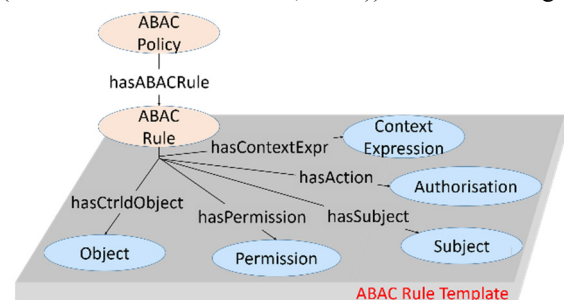 ABAC
Policy
hasABACRule
ABAC
Rule
Context
Expression
hasContextExpr
hasAction
Authorisation
hasCtrldObject
hasPermission
hasSubject
Object
Permission
Subject
ABAC Rule Template